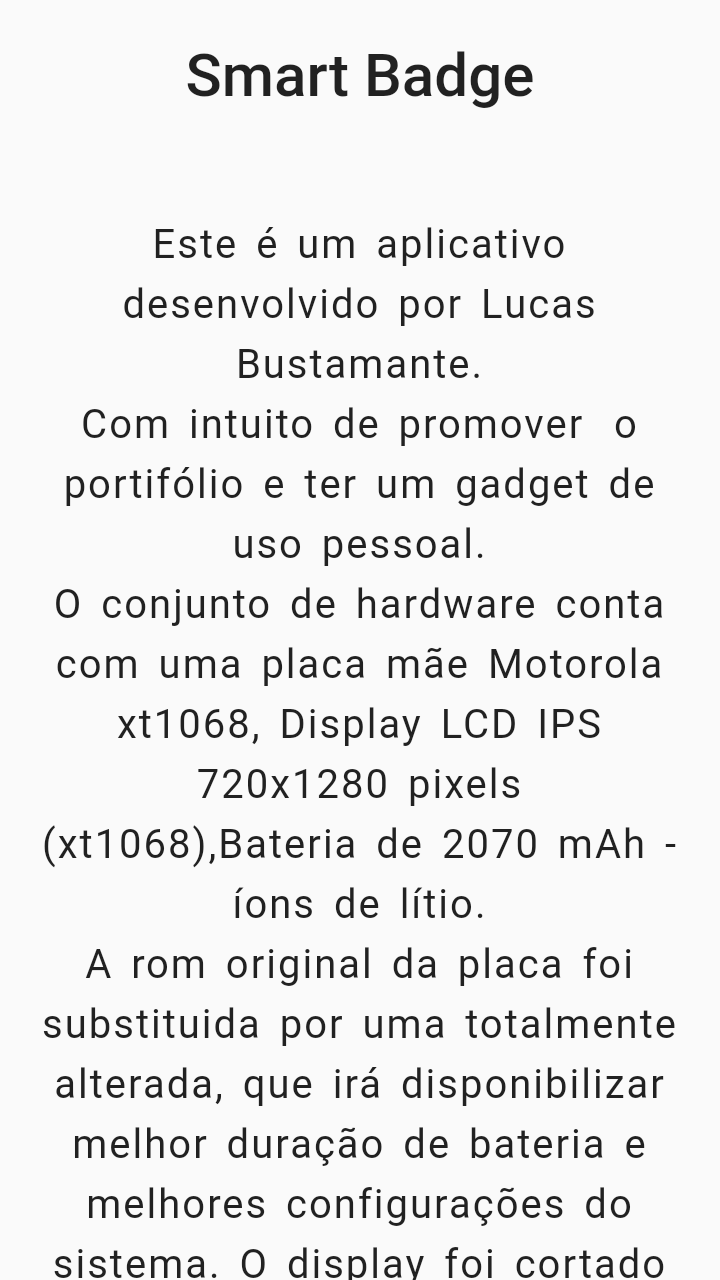 Smart Badge
Este é um aplicativo
desenvolvido por Lucas
Bustamante.
Com intuito de promover  o
portifólio e ter um gadget de
uso pessoal.
O conjunto de hardware conta
com uma placa mãe Motorola
xt1068, Display LCD IPS
720x1280 pixels
(xt1068),Bateria de 2070 mAh -
íons de lítio.
A rom original da placa foi
substituida por uma totalmente
alterada, que irá disponibilizar
melhor duração de bateria e
melhores configurações do
sistema. O display foi cortado